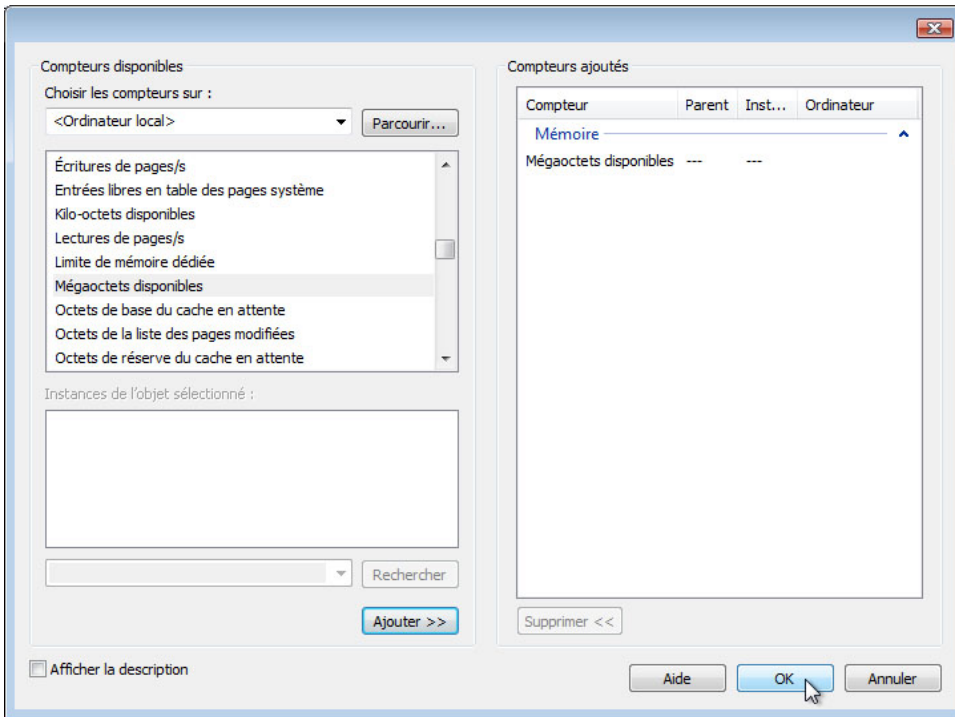 Compteurs disponibles
Choisir les compteurs sur :
<Ordinateur local>
Parcourir...
Écritures de pages/s
Entrées libres en table des pages système
Kilo-octets disponibles
Lectures de pages/s
Limite de mémoire dédiée
Mégaoctets disponibles
Octets de base du cache en attente
Octets de la liste des pages modifiées
Octets de réserve du cache en attente
Instances de l'objet sélectionné :
Rechercher
Ajouter >>
Afficher la description
Compteurs ajoutés
Compteur Parent Inst... Ordinateur
Mémoire
Mégaoctets disponibles --- ---
Supprimer <<
Aide OK Annuler